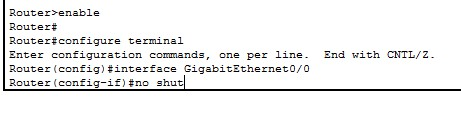 Router>enable
Router#
Router#configure terminal
Enter configuration commands, one per line.  End with CNTL/Z.
Router(config)#interface GigabitEthernet0/0
Router(config-if)#no shut